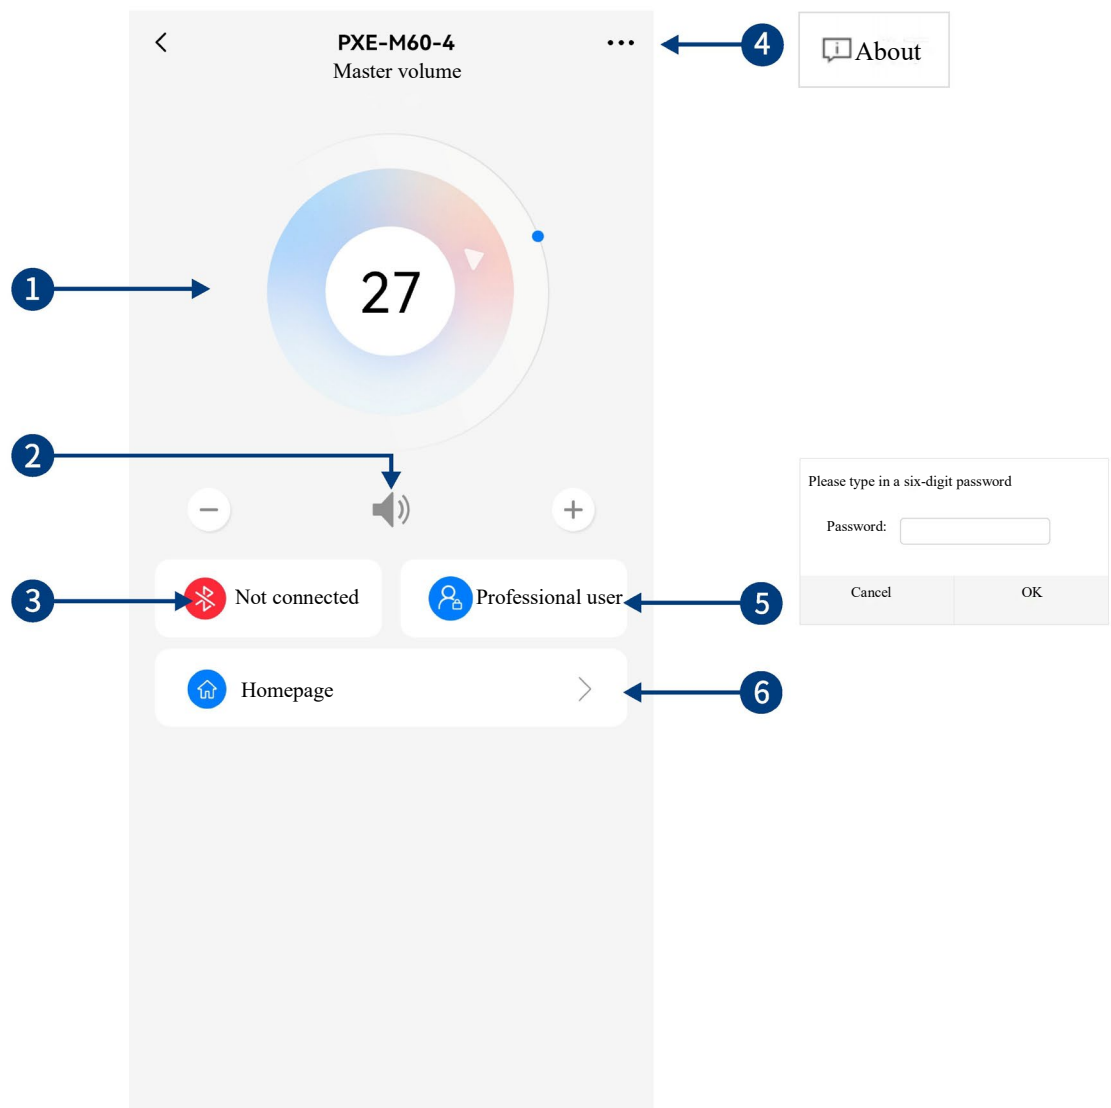 PXE-M60-4
Master volume
4
About
1
27
2
Please type in a six-digit password
Password:
Cancel
OK
3
Not connected
Professional user
5
Homepage
6